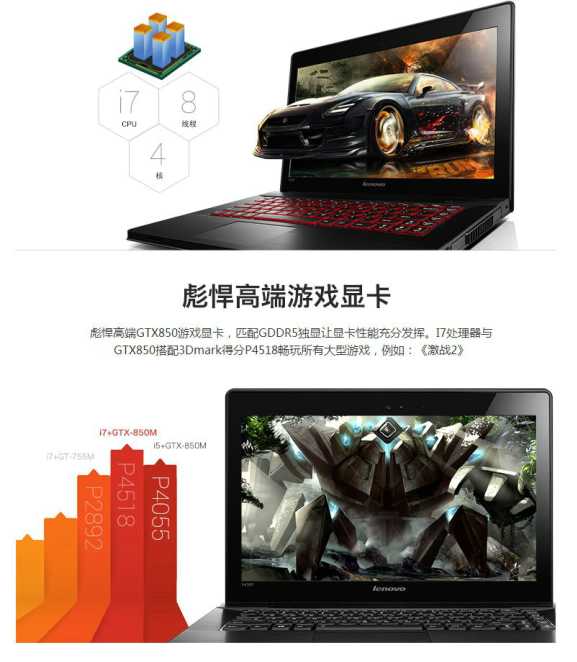 i7
CPU
8
线程
4
核
lenovo
彪悍高端游戏显卡
彪悍高端GTX850游戏显卡，匹配GDDR5独显让显卡性能充分发挥。I7处理器与
GTX850搭配3Dmark得分P4518畅玩所有大型游戏，例如：《激战2》
i7+GTX-850M
i5+GTX-850M
i7+GT-755M
P2892
P4518
P4055
lenovo